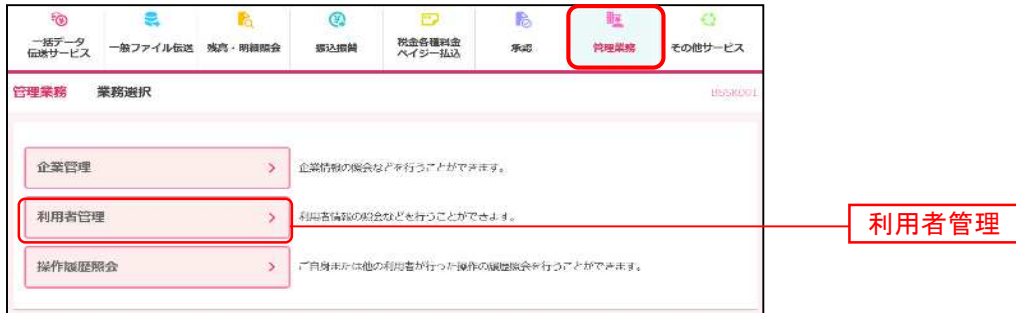 一括データ
伝送サービス
一般ファイル伝送
残高・明細照会
振込振替
税金各種料金
ペイジー払込
承認
管理業務
その他サービス
管理業務 業務選択
BSSK001
企業管理
企業情報の照会などを行うことができます。
利用者管理
利用者情報の照会などを行うことができます。
利用者管理
操作履歴照会
ご自身または他の利用者が行った操作の履歴照会を行うことができます。